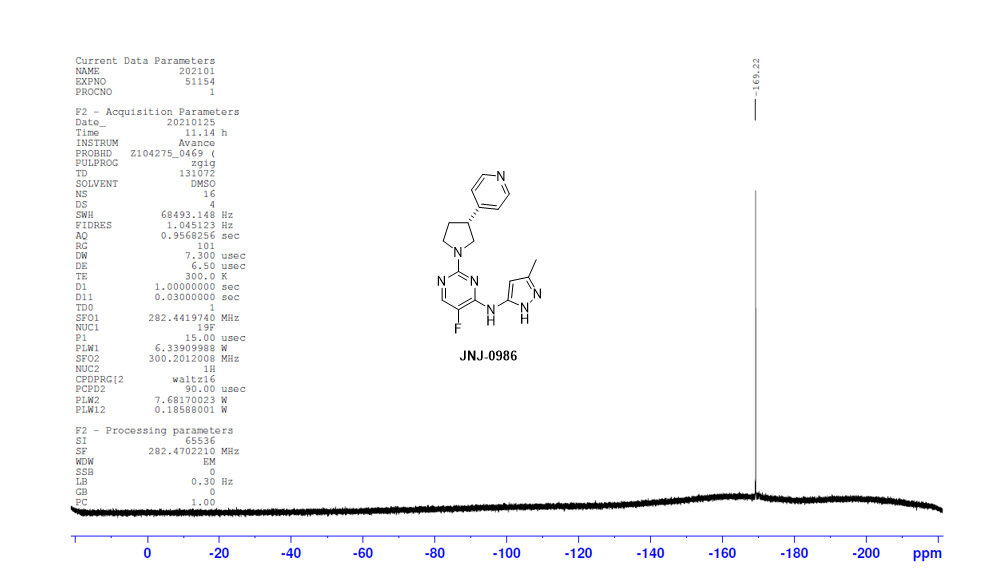 Current Data Parameters
NAME 202101
EXPNO 51154
PROCNO 1
F2 - Acquisition Parameters
Date_ 20210125
Time 11.14 h
INSTRUM Avance
PROBHD Z104275_0469 (
PULPROG zgig
TD 131072
SOLVENT DMSO
NS 16
DS 4
SWH 68493.148 Hz
FIDRES 1.045123 Hz
AQ 0.9568256 sec
RG 101
DW 7.300 usec
DE 6.50 usec
TE 300.0 K
D1 1.00000000 sec
D11 0.03000000 sec
TD0 1
SFO1 282.4419740 MHz
NUC1 19F
P1 15.00 usec
PLW1 6.33909988 W
SFO2 300.2012008 MHz
NUC2 1H
CPDPRG[2 waltz16
PCPD2 90.00 usec
PLW2 7.68170023 W
PLW12 0.18588001 W
F2 - Processing parameters
SI 65536
SF 282.4702210 MHz
WDW EM
SSB 0
LB 0.30 Hz
GB 0
PC 1.00
-169.22
N
N
N
N
N
N
H
N
H
N
F
JNJ-0986
0 -20 -40 -60 -80 -100 -120 -140 -160 -180 -200 ppm